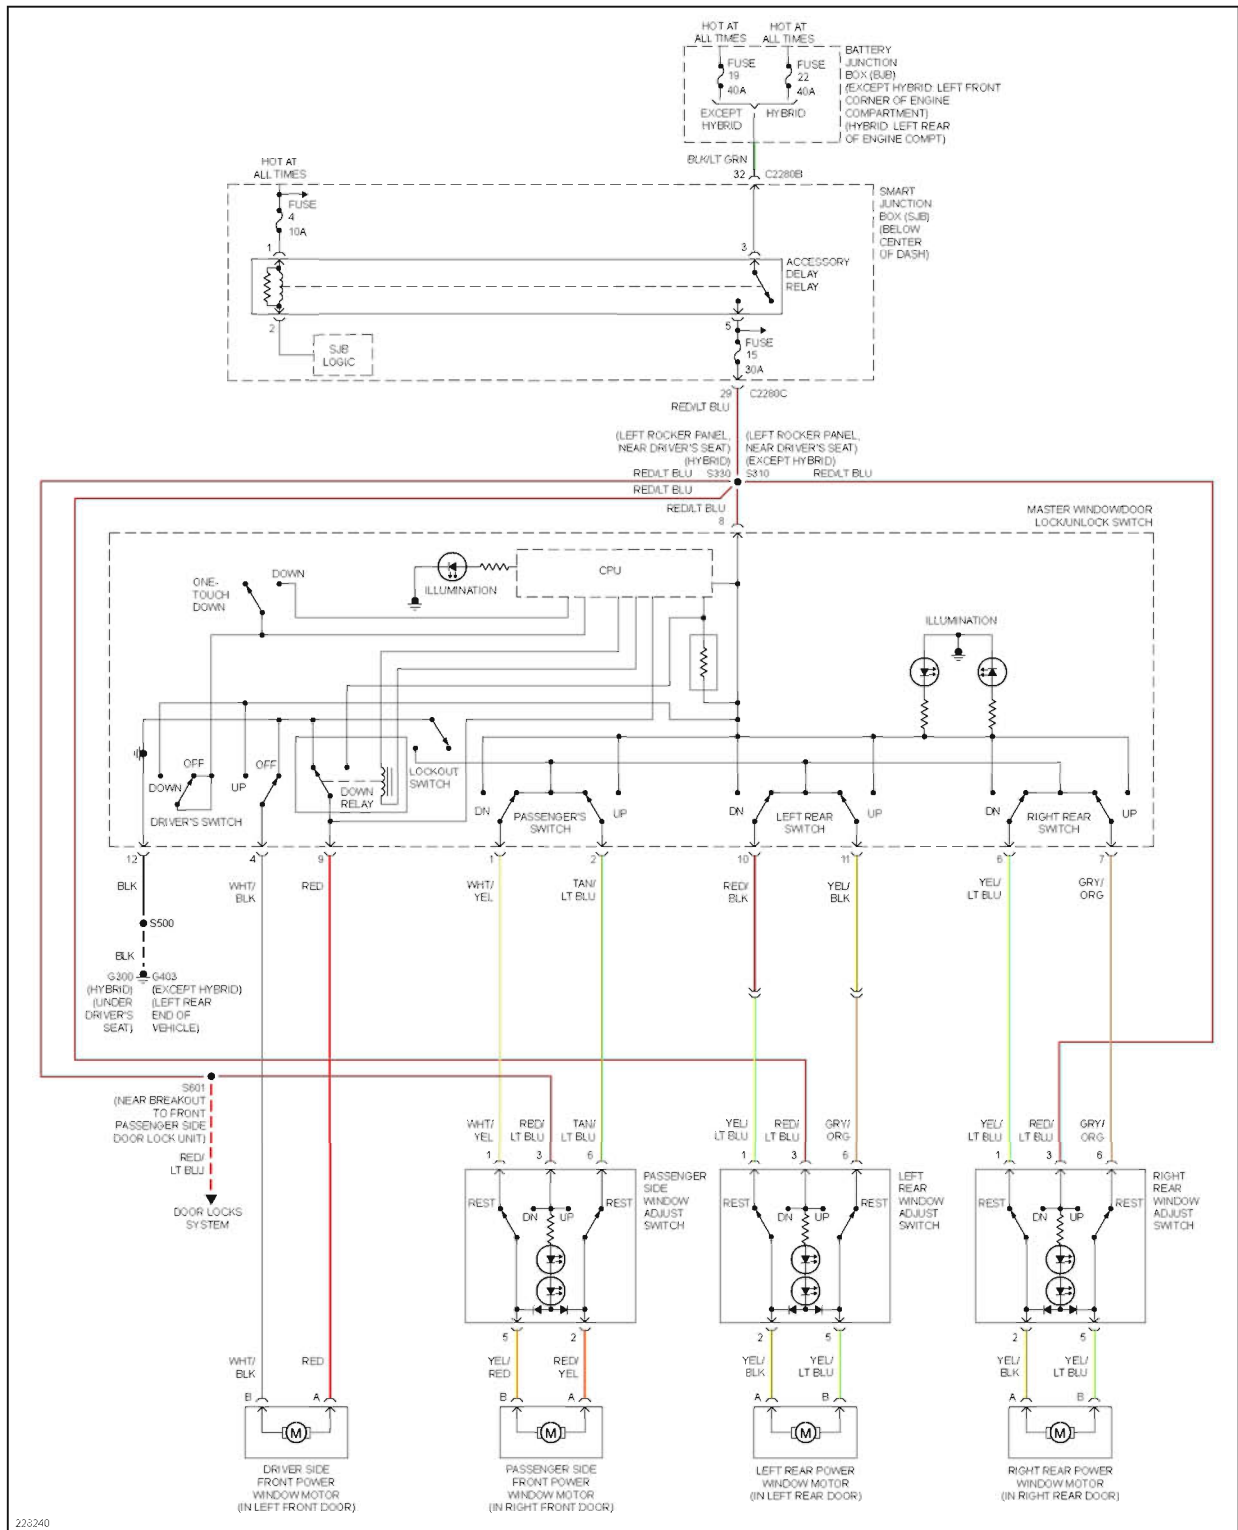 HOT AT
ALL TIMES
HOT AT
ALL TIMES
FUSE
19
40A
FUSE
22
40A
EXCEPT
HYBRID
HYBRID
BATTERY
JUNCTION
BOX (BJB)
(EXCEPT HYBRID: LEFT FRONT
CORNER OF ENGINE
COMPARTMENT)
(HYBRID: LEFT REAR
OF ENGINE COMPT)
BLK/LT GRN
32
C2280B
HOT AT
ALL TIMES
FUSE
4
10A
SMART
JUNCTION
BOX (SJB)
(BELOW
CENTER
OF DASH)
1
3
ACCESSORY
DELAY
RELAY
2
5
SJB
LOGIC
FUSE
15
30A
29
C2280C
RED/LT BLU
(LEFT ROCKER PANEL,
NEAR DRIVER'S SEAT)
(HYBRID)
(LEFT ROCKER PANEL,
NEAR DRIVER'S SEAT)
(EXCEPT HYBRID)
RED/LT BLU
S330
S310
RED/LT BLU
RED/LT BLU
RED/LT BLU
8
MASTER WINDOW/DOOR
LOCK/UNLOCK SWITCH
ONE-
TOUCH
DOWN
DOWN
ILLUMINATION
CPU
ILLUMINATION
DOWN
OFF
UP
OFF
DRIVER'S SWITCH
DOWN
RELAY
LOCKOUT
SWITCH
DN
PASSENGER'S
SWITCH
UP
DN
LEFT REAR
SWITCH
UP
DN
RIGHT REAR
SWITCH
UP
12
4
9
1
2
10
11
6
7
BLK
WHT/
BLK
RED
WHT/
YEL
TAN/
LT BLU
RED/
BLK
YEL/
BLK
YEL/
LT BLU
GRY/
ORG
S500
BLK
G300
(HYBRID)
(UNDER
DRIVER'S
SEAT)
G403
(EXCEPT HYBRID)
(LEFT REAR
END OF
VEHICLE)
S601
(NEAR BREAKOUT
TO FRONT
PASSENGER SIDE
DOOR LOCK UNIT)
RED/
LT BLU
DOOR LOCKS
SYSTEM
WHT/
YEL
RED/
LT BLU
TAN/
LT BLU
YEL/
LT BLU
RED/
LT BLU
GRY/
ORG
YEL/
LT BLU
RED/
LT BLU
GRY/
ORG
1
3
6
1
3
6
1
3
6
REST
DN
UP
REST
PASSENGER
SIDE
WINDOW
ADJUST
SWITCH
REST
DN
UP
REST
LEFT
REAR
WINDOW
ADJUST
SWITCH
REST
DN
UP
REST
RIGHT
REAR
WINDOW
ADJUST
SWITCH
5
2
2
5
2
5
WHT/
BLK
RED
YEL/
RED
RED/
YEL
YEL/
BLK
YEL/
LT BLU
YEL/
BLK
YEL/
LT BLU
B
A
B
A
A
B
A
B
M
M
M
M
DRIVER SIDE
FRONT POWER
WINDOW MOTOR
(IN LEFT FRONT DOOR)
PASSENGER SIDE
FRONT POWER
WINDOW MOTOR
(IN RIGHT FRONT DOOR)
LEFT REAR POWER
WINDOW MOTOR
(IN LEFT REAR DOOR)
RIGHT REAR POWER
WINDOW MOTOR
(IN RIGHT REAR DOOR)
228240